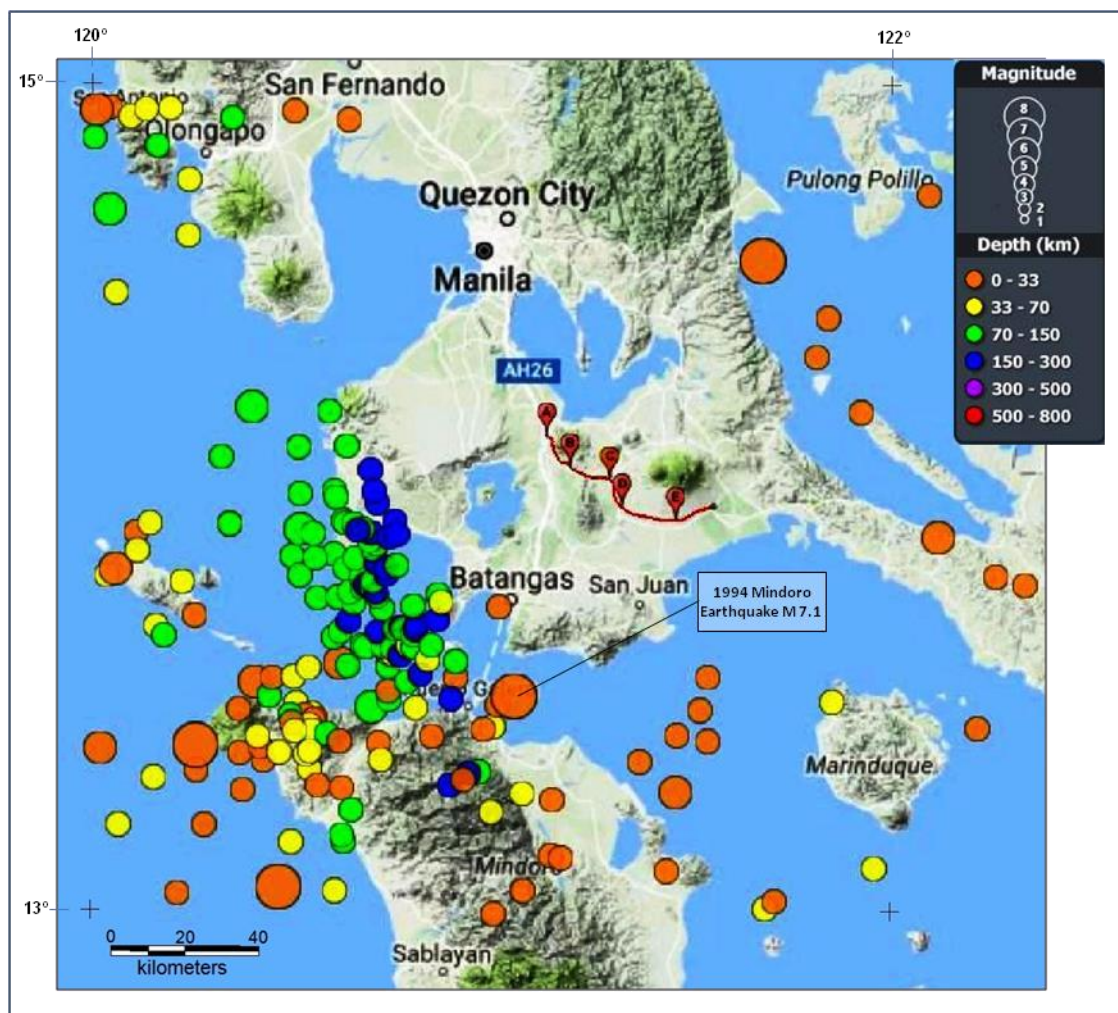 120°
122°
15°
San Fernando
San Antonio
Olongapo
Quezon City
Manila
Pulong Polillo
Magnitude
8
7
6
5
4
3
2
1
Depth (km)
0 - 33
33 - 70
70 - 150
150 - 300
300 - 500
500 - 800
AH26
A
B
C
D
E
Batangas
San Juan
1994 Mindoro
Earthquake M 7.1
Marinduque
Mindoro
13°
0 20 40
kilometers
Sablayan